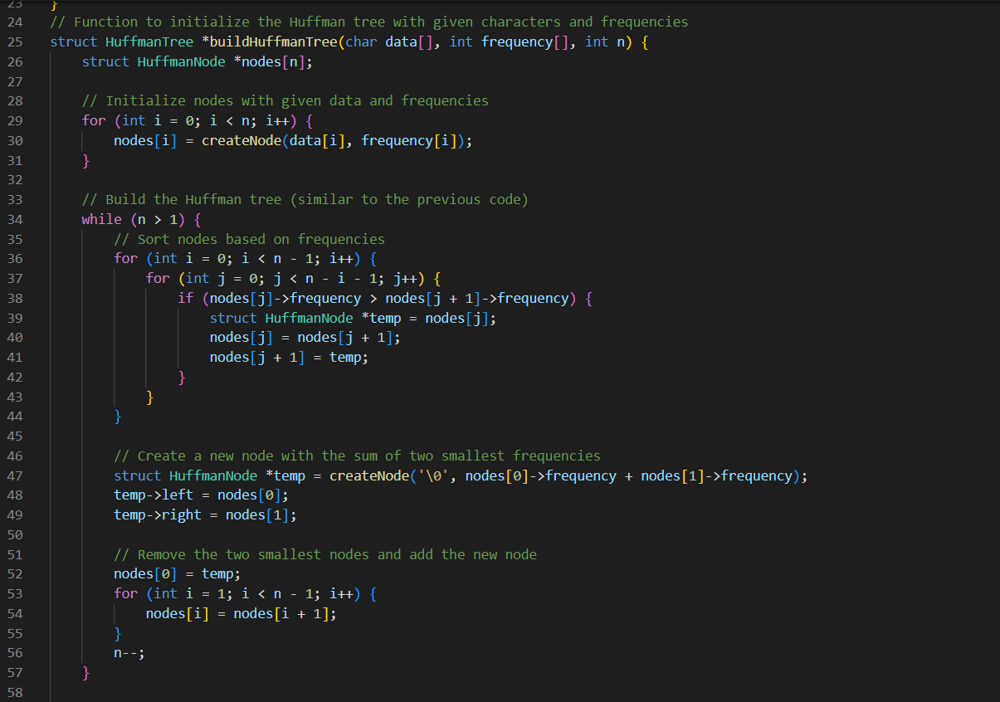 23 }
24 // Function to initialize the Huffman tree with given characters and frequencies
25 struct HuffmanTree *buildHuffmanTree(char data[], int frequency[], int n) {
26     struct HuffmanNode *nodes[n];
27
28     // Initialize nodes with given data and frequencies
29     for (int i = 0; i < n; i++) {
30         nodes[i] = createNode(data[i], frequency[i]);
31     }
32
33     // Build the Huffman tree (similar to the previous code)
34     while (n > 1) {
35         // Sort nodes based on frequencies
36         for (int i = 0; i < n - 1; i++) {
37             for (int j = 0; j < n - i - 1; j++) {
38                 if (nodes[j]->frequency > nodes[j + 1]->frequency) {
39                     struct HuffmanNode *temp = nodes[j];
40                     nodes[j] = nodes[j + 1];
41                     nodes[j + 1] = temp;
42                 }
43             }
44         }
45
46         // Create a new node with the sum of two smallest frequencies
47         struct HuffmanNode *temp = createNode('\0', nodes[0]->frequency + nodes[1]->frequency);
48         temp->left = nodes[0];
49         temp->right = nodes[1];
50
51         // Remove the two smallest nodes and add the new node
52         nodes[0] = temp;
53         for (int i = 1; i < n - 1; i++) {
54             nodes[i] = nodes[i + 1];
55         }
56         n--;
57     }
58